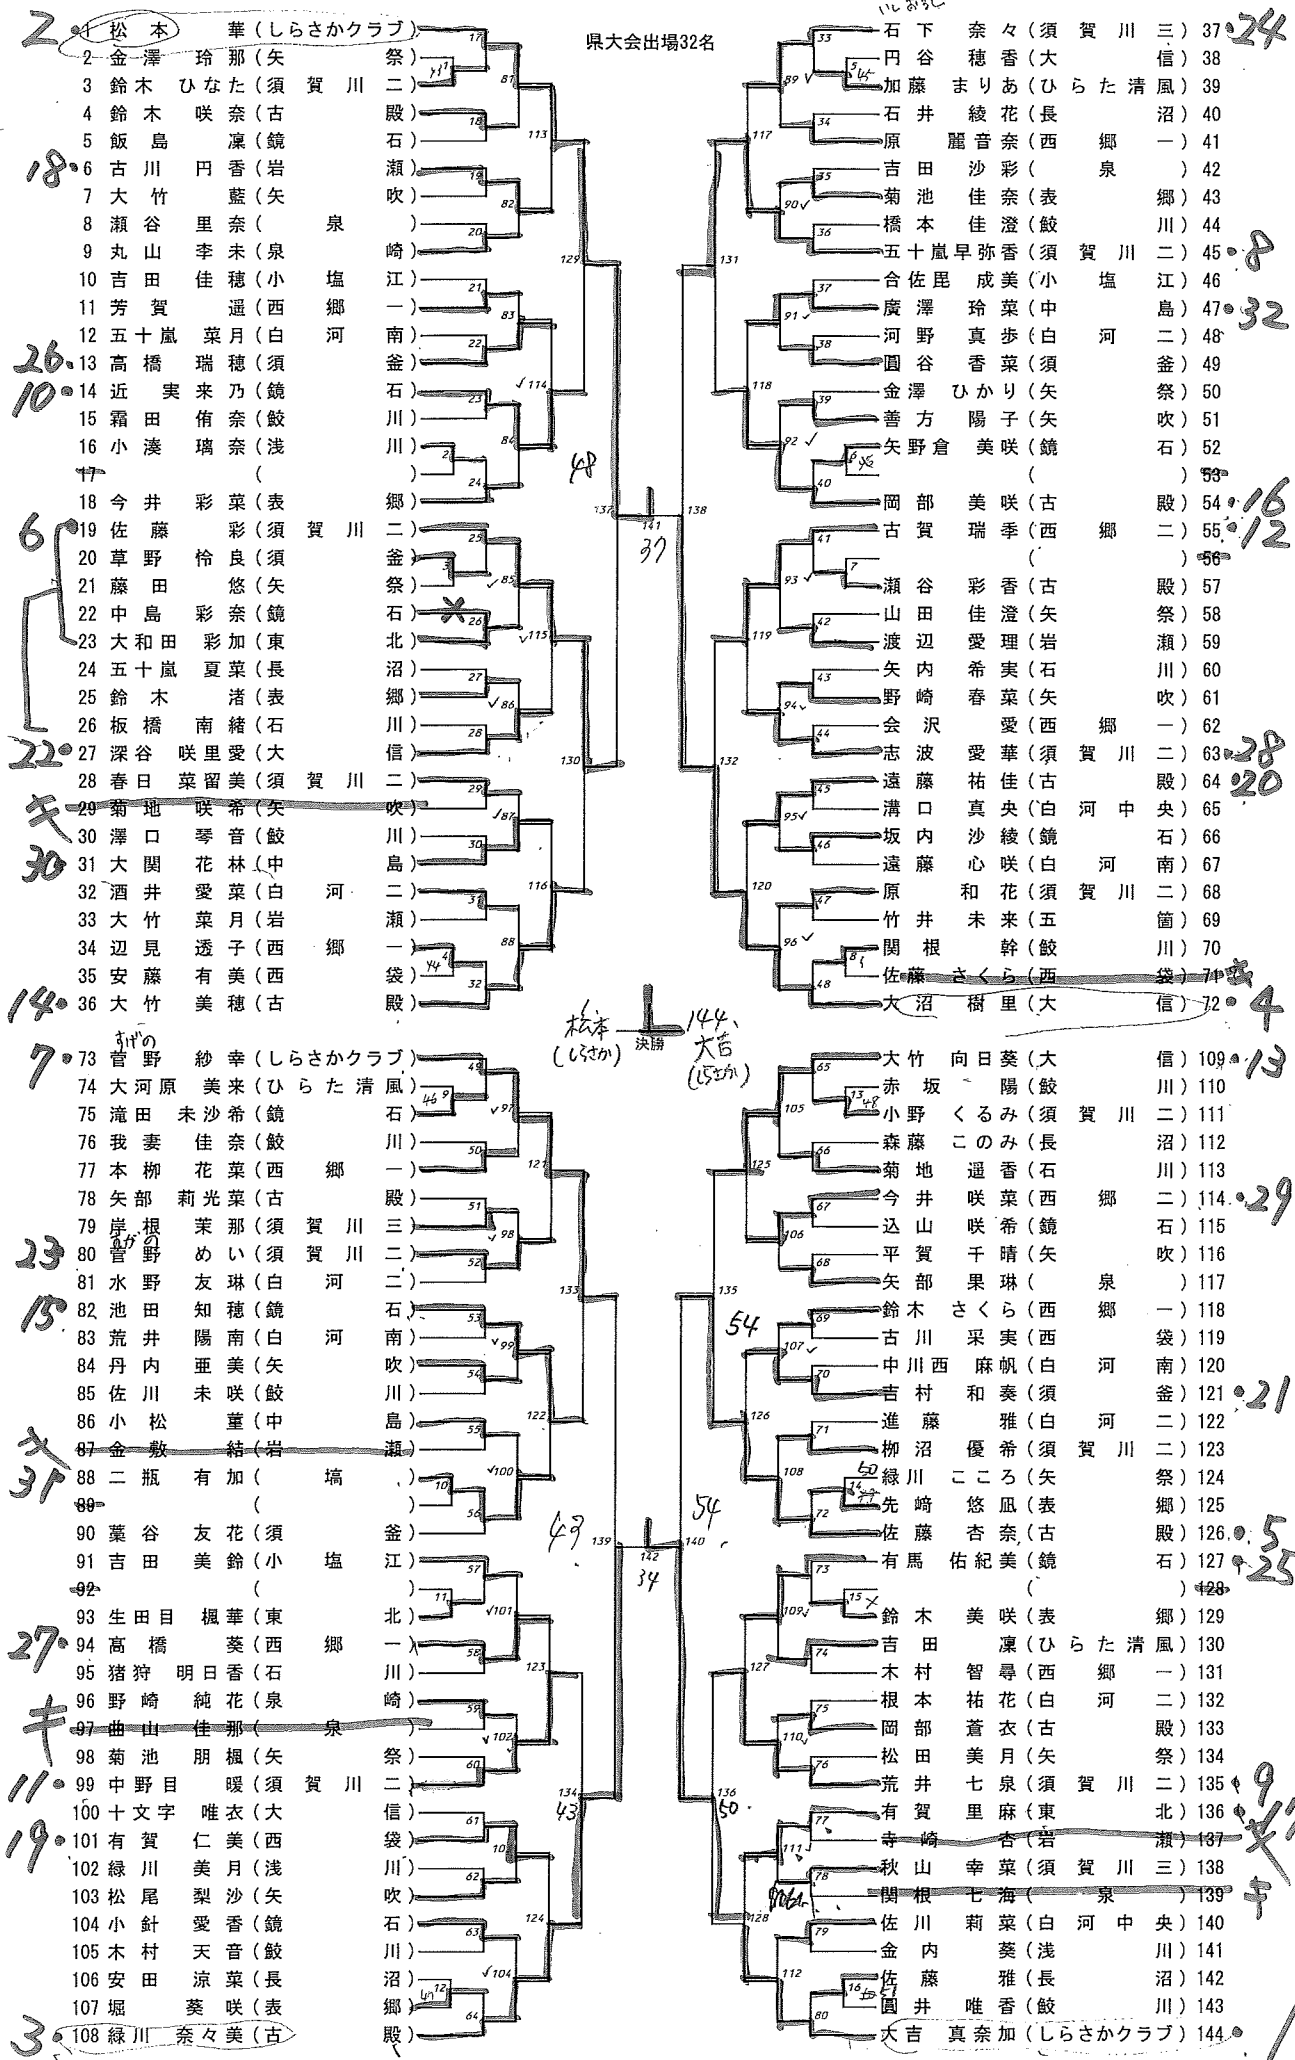 県大会出場32名
2 1 松本 華(しらさかクラブ)
2 金澤 玲那(矢祭)
3 鈴木 ひなた(須賀川二)
4 鈴木 咲奈(古殿)
5 飯島 凜(鏡石)
18 6 古川 円香(岩瀬)
7 大竹 藍(矢吹)
8 瀬谷 里奈(泉)
9 丸山 李未(泉崎)
10 吉田 佳穂(小塩江)
11 芳賀 遥(西郷一)
12 五十嵐 菜月(白河南)
26 13 高橋 瑞穂(須釜)
10 14 近 実来乃(鏡石)
15 霜田 侑奈(鮫川)
16 小湊 璃奈(浅川)
17 ( )
18 今井 彩菜(表郷)
6 19 佐藤 彩(須賀川二)
20 草野 怜良(須釜)
21 藤田 悠(矢祭)
22 中島 彩奈(鏡石)
23 大和田 彩加(東北)
24 五十嵐 夏菜(長沼)
25 鈴木 渚(表郷)
26 板橋 南緒(石川)
22 27 深谷 咲里愛(大信)
28 春日 菜留美(須賀川二)
キ 29 菊地 咲希(矢吹)
30 澤口 琴音(鮫川)
30 31 大関 花林(中島)
32 酒井 愛菜(白河二)
33 大竹 菜月(岩瀬)
34 辺見 透子(西郷一)
35 安藤 有美(西袋)
14 36 大竹 美穂(古殿)
石下 奈々(須賀川三) 37 24
円谷 穂香(大信) 38
加藤 まりあ(ひらた清風) 39
石井 綾花(長沼) 40
原 麗音奈(西郷一) 41
吉田 沙彩(泉) 42
菊池 佳奈(表郷) 43
橋本 佳澄(鮫川) 44
五十嵐早弥香(須賀川二) 45 8
合佐毘 成美(小塩江) 46
廣澤 玲菜(中島) 47 32
河野 真歩(白河二) 48
圓谷 香菜(須釜) 49
金澤 ひかり(矢祭) 50
善方 陽子(矢吹) 51
矢野倉 美咲(鏡石) 52
( ) 53
岡部 美咲(古殿) 54 16
古賀 瑞季(西郷二) 55 12
( ) 56
瀬谷 彩香(古殿) 57
山田 佳澄(矢祭) 58
渡辺 愛理(岩瀬) 59
矢内 希実(石川) 60
野崎 春菜(矢吹) 61
会沢 愛(西郷一) 62
志波 愛華(須賀川二) 63 28
遠藤 祐佳(古殿) 64 20
溝口 真央(白河中央) 65
坂内 沙綾(鏡石) 66
遠藤 心咲(白河南) 67
原 和花(須賀川二) 68
竹井 未来(五箇) 69
関根 幹(鮫川) 70
佐藤 さくら(西袋) 71 キ
大沼 樹里(大信) 72 4
松本(しらさか) 決勝 144、大吉(しらさか)
すげの
7 73 菅野 紗幸(しらさかクラブ)
74 大河原 美来(ひらた清風)
75 滝田 未沙希(鏡石)
76 我妻 佳奈(鮫川)
77 本柳 花菜(西郷一)
78 矢部 莉光菜(古殿)
79 岸根 茉那(須賀川三)
すがの
23 80 菅野 めい(須賀川二)
81 水野 友琳(白河二)
15 82 池田 知穂(鏡石)
83 荒井 陽南(白河南)
84 丹内 亜美(矢吹)
85 佐川 未咲(鮫川)
86 小松 菫(中島)
キ 87 金敷 結(岩瀬)
31 88 二瓶 有加(塙)
89 ( )
90 薬谷 友花(須釜)
91 吉田 美鈴(小塩江)
92 ( )
93 生田目 楓華(東北)
27 94 高橋 葵(西郷一)
95 猪狩 明日香(石川)
96 野崎 純花(泉崎)
キ 97 曲山 佳那(泉)
98 菊池 朋楓(矢祭)
11 99 中野目 暖(須賀川二)
100 十文字 唯衣(大信)
19 101 有賀 仁美(西袋)
102 緑川 美月(浅川)
103 松尾 梨沙(矢吹)
104 小針 愛香(鏡石)
105 木村 天音(鮫川)
106 安田 涼菜(長沼)
107 堀 葵咲(表郷)
3 108 緑川 奈々美(古殿)
大竹 向日葵(大信) 109 13
赤坂 陽(鮫川) 110
小野 くるみ(須賀川二) 111
森藤 このみ(長沼) 112
菊地 遥香(石川) 113
今井 咲菜(西郷二) 114 29
込山 咲希(鏡石) 115
平賀 千晴(矢吹) 116
矢部 果琳(泉) 117
鈴木 さくら(西郷一) 118
古川 采実(西袋) 119
中川西 麻帆(白河南) 120
吉村 和奏(須釜) 121 21
進藤 雅(白河二) 122
柳沼 優希(須賀川二) 123
緑川 こころ(矢祭) 124
先﨑 悠凪(表郷) 125
佐藤 杏奈(古殿) 126 5
有馬 佑紀美(鏡石) 127 25
( ) 128
鈴木 美咲(表郷) 129
吉田 凜(ひらた清風) 130
木村 智尋(西郷一) 131
根本 祐花(白河二) 132
岡部 蒼衣(古殿) 133
松田 美月(矢祭) 134
荒井 七泉(須賀川二) 135 9
有賀 里麻(東北) 136 17
寺崎 杏(岩瀬) 137 キ
秋山 幸菜(須賀川三) 138
関根 七海(泉) 139 キ
佐川 莉菜(白河中央) 140
金内 葵(浅川) 141
佐藤 雅(長沼) 142
圓井 唯香(鮫川) 143
大吉 真奈加(しらさかクラブ) 144 1